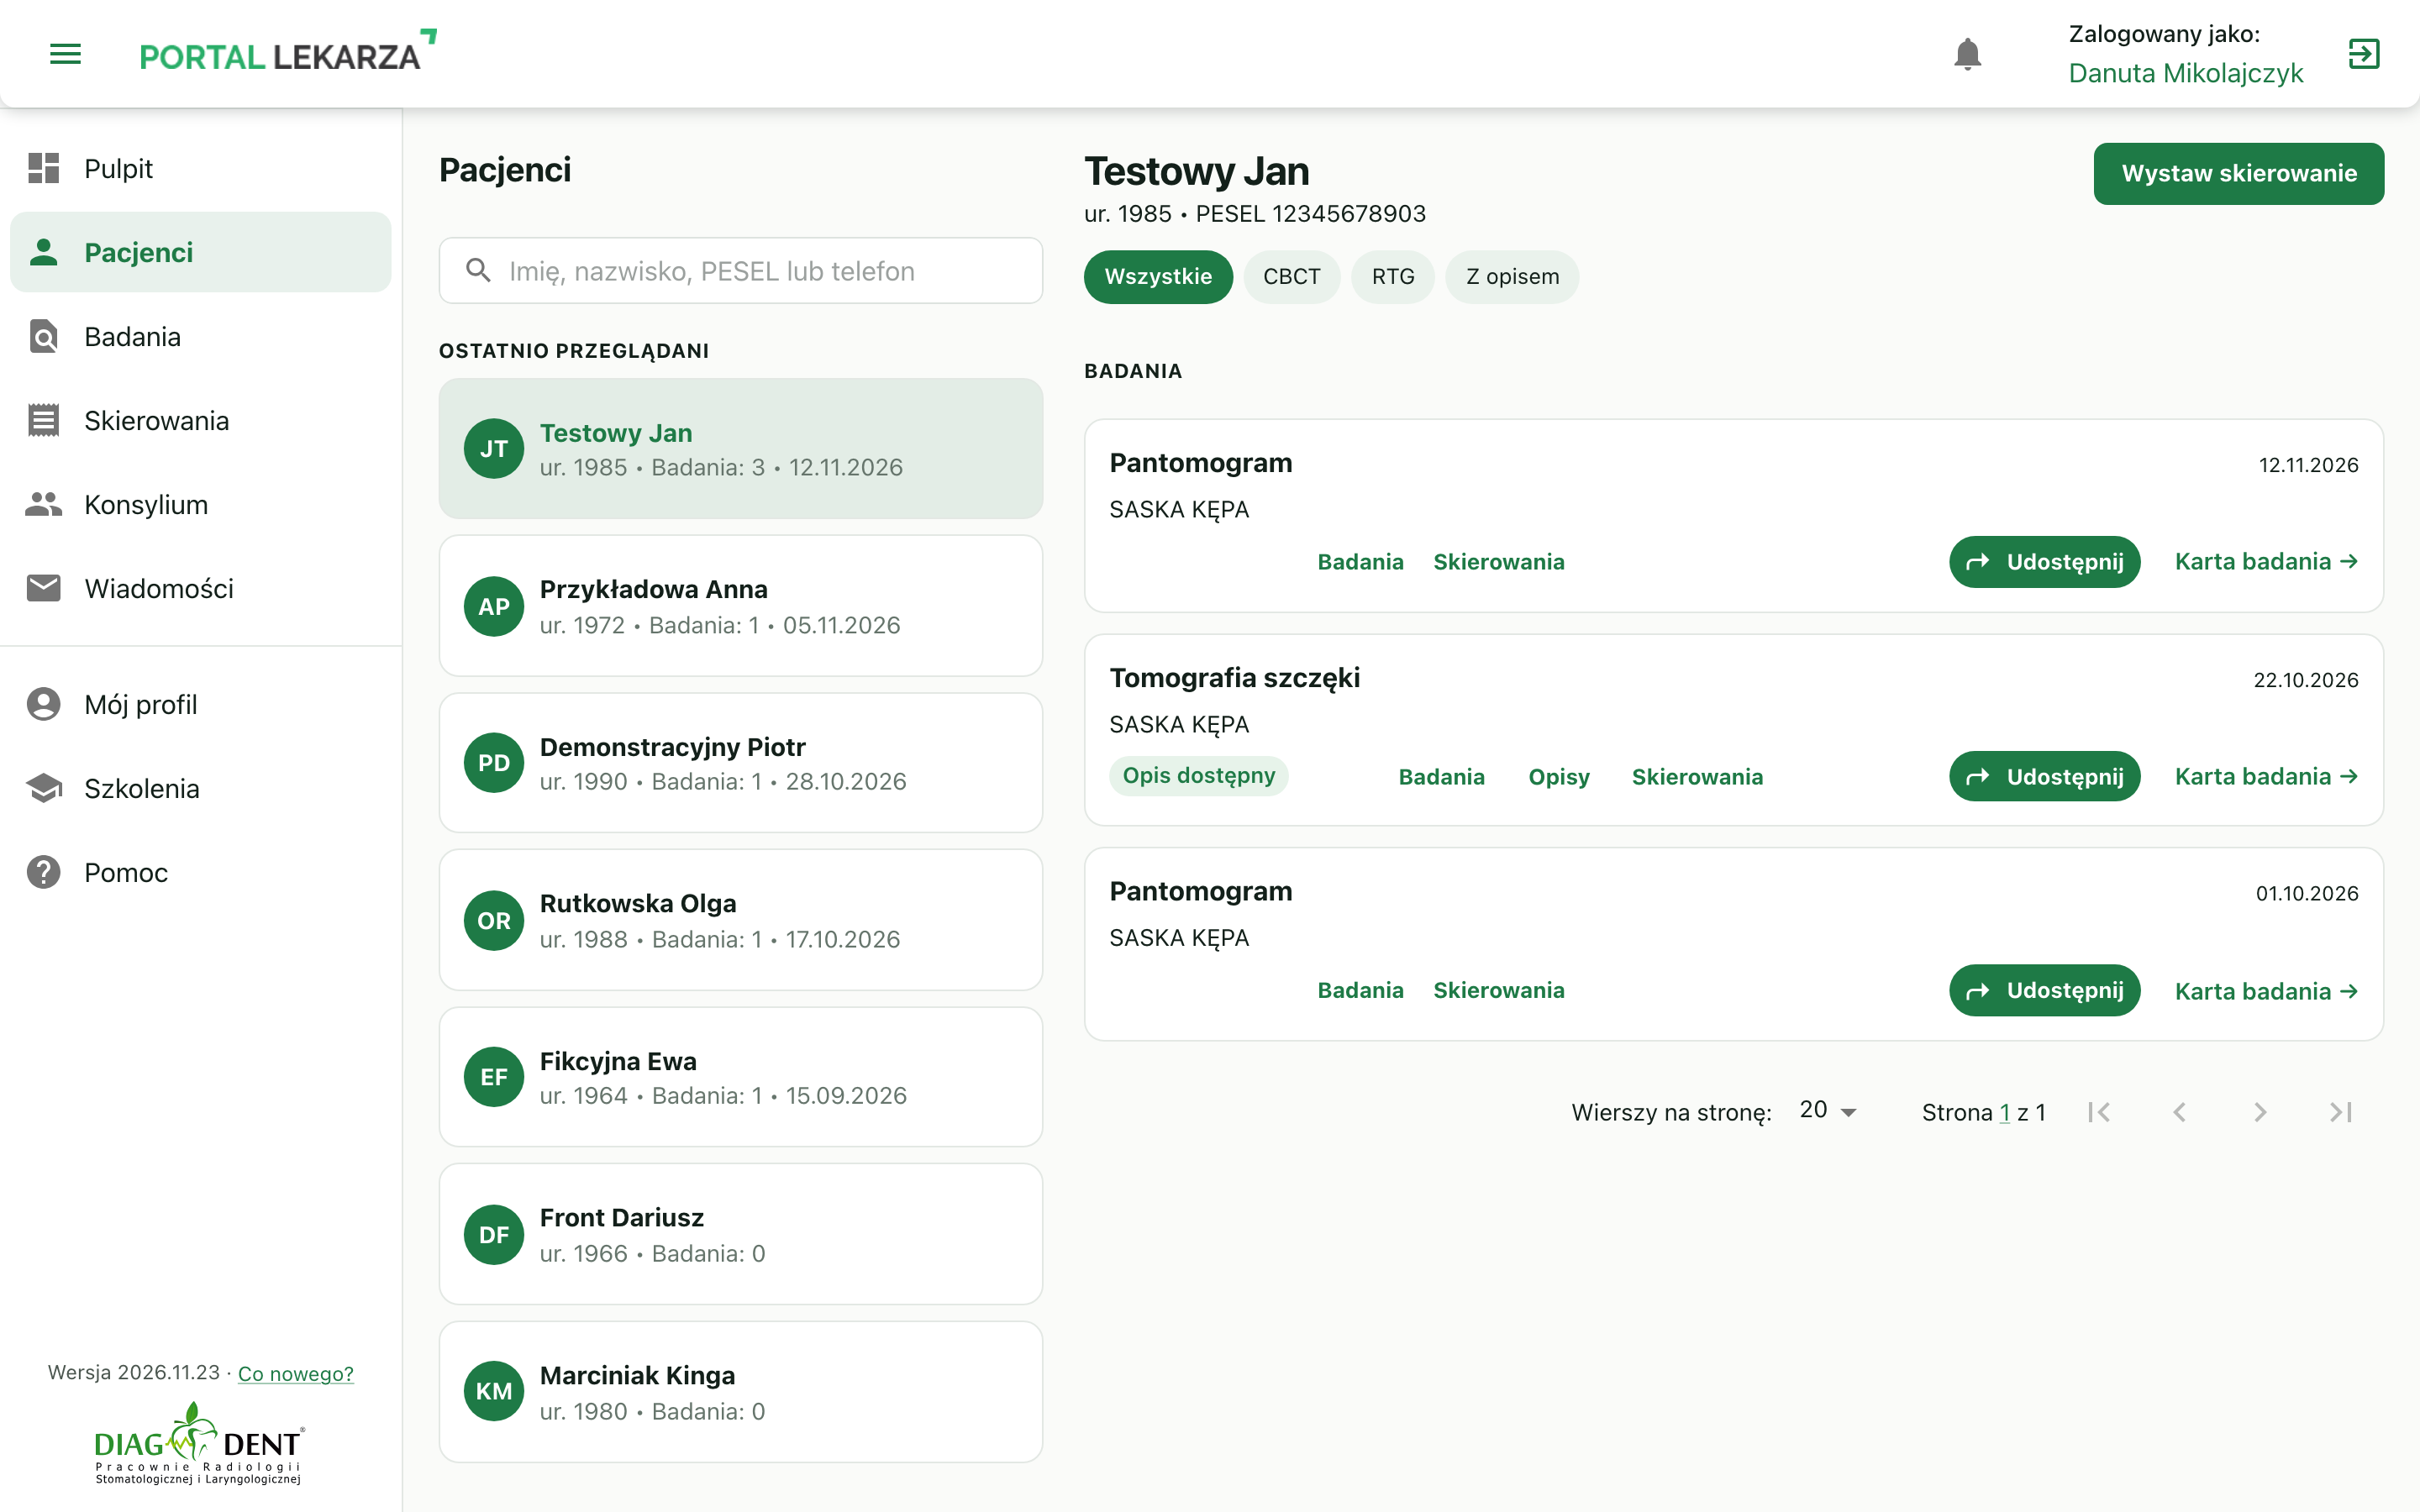 PORTAL LEKARZA
Zalogowany jako:
Danuta Mikolajczyk
Pulpit
Pacjenci
Badania
Skierowania
Konsylium
Wiadomości
Mój profil
Szkolenia
Pomoc
Wersja 2026.11.23 · Co nowego?
DIAG DENT®
Pracownie Radiologii
Stomatologicznej i Laryngologicznej
Pacjenci
Imię, nazwisko, PESEL lub telefon
OSTATNIO PRZEGLĄDANI
JT
Testowy Jan
ur. 1985 • Badania: 3 • 12.11.2026
AP
Przykładowa Anna
ur. 1972 • Badania: 1 • 05.11.2026
PD
Demonstracyjny Piotr
ur. 1990 • Badania: 1 • 28.10.2026
OR
Rutkowska Olga
ur. 1988 • Badania: 1 • 17.10.2026
EF
Fikcyjna Ewa
ur. 1964 • Badania: 1 • 15.09.2026
DF
Front Dariusz
ur. 1966 • Badania: 0
KM
Marciniak Kinga
ur. 1980 • Badania: 0
Testowy Jan
ur. 1985 • PESEL 12345678903
Wystaw skierowanie
Wszystkie CBCT RTG Z opisem
BADANIA
Pantomogram 12.11.2026
SASKA KĘPA
Badania Skierowania Udostępnij Karta badania →
Tomografia szczęki 22.10.2026
SASKA KĘPA
Opis dostępny Badania Opisy Skierowania Udostępnij Karta badania →
Pantomogram 01.10.2026
SASKA KĘPA
Badania Skierowania Udostępnij Karta badania →
Wierszy na stronę: 20 Strona 1 z 1